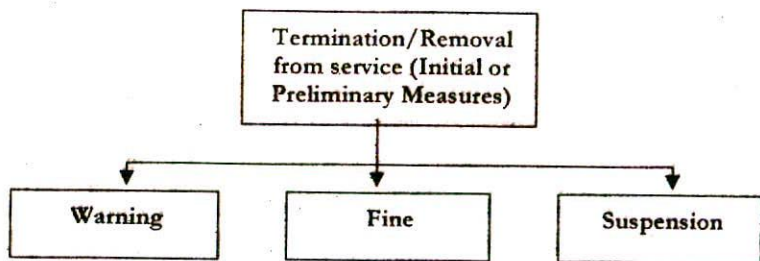 Termination/Removal
from service (Initial or
Preliminary Measures)
Warning
Fine
Suspension